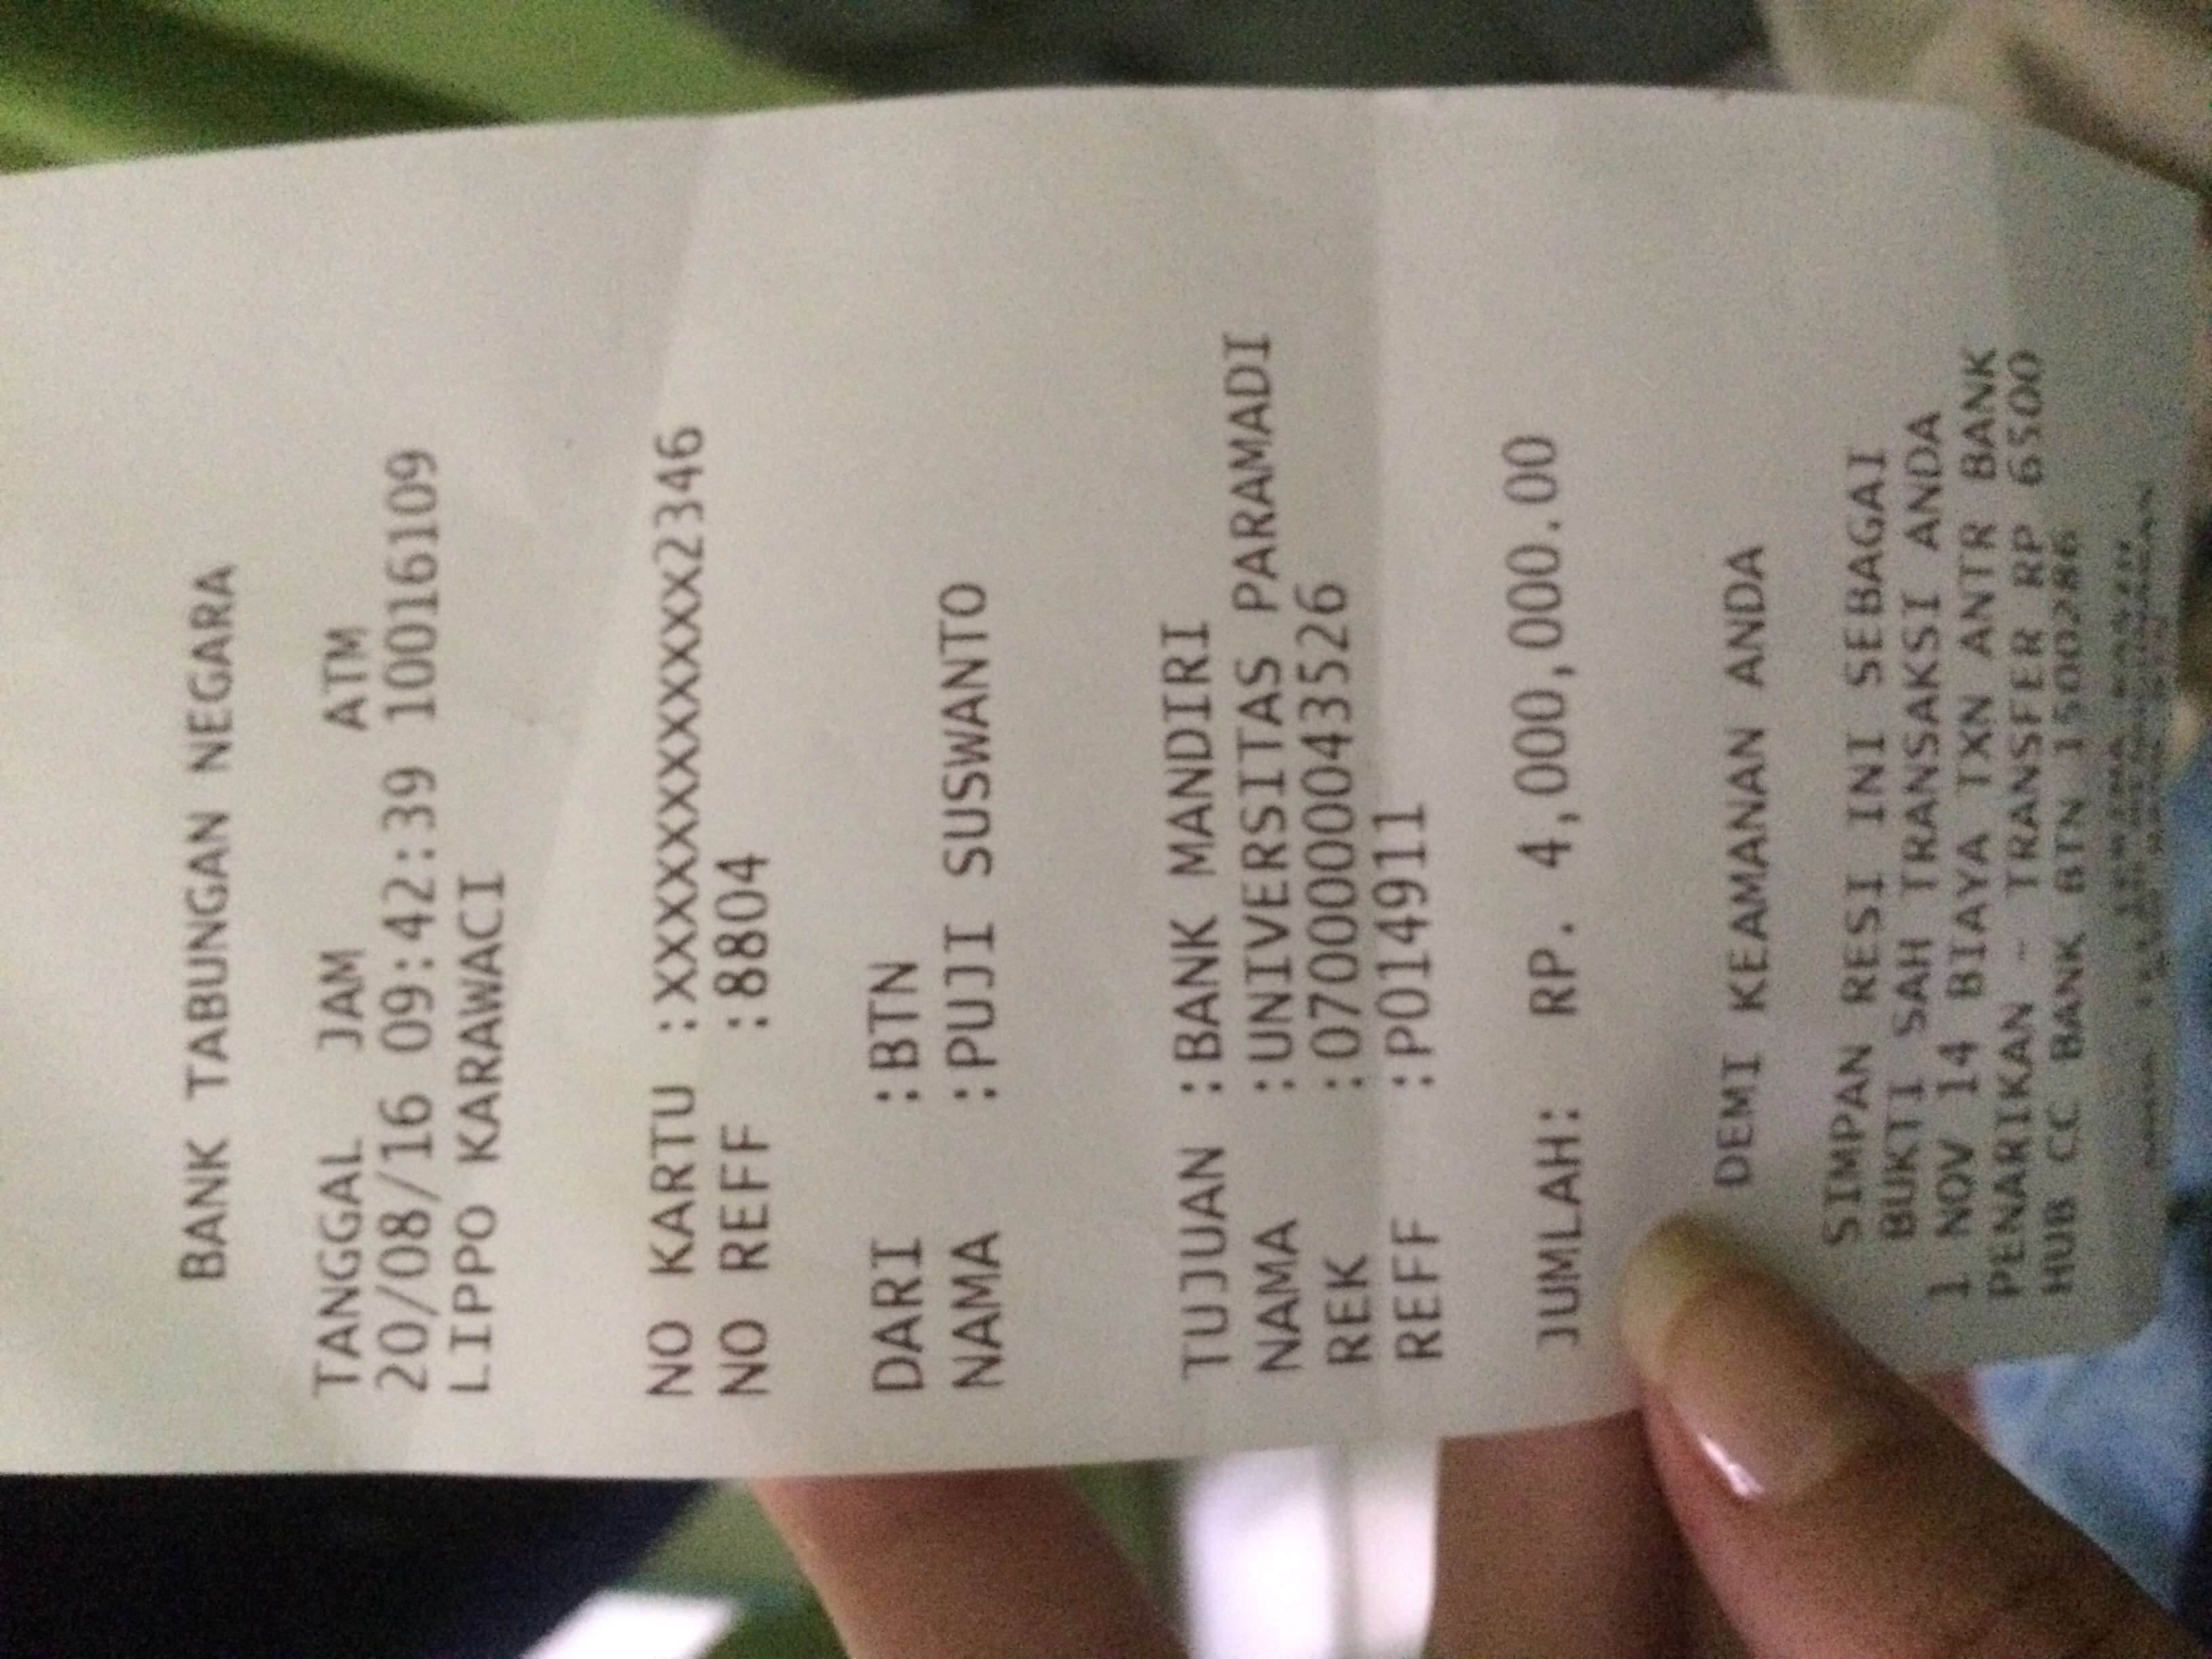 BANK TABUNGAN NEGARA
TANGGAL JAM ATM
20/08/16 09:42:39 10016109
LIPPO KARAWACI
NO KARTU :XXXXXXXXXXXX2346
NO REFF :8804
DARI :BTN
NAMA :PUJI SUSWANTO
TUJUAN :BANK MANDIRI
NAMA :UNIVERSITAS PARAMADI
REK :0700000043526
REFF :P014911
JUMLAH: RP. 4,000,000.00
DEMI KEAMANAN ANDA
SIMPAN RESI INI SEBAGAI
BUKTI SAH TRANSAKSI ANDA
1 NOV 14 BIAYA TXN ANTR BANK
PENARIKAN - TRANSFER RP 6500
HUB CC BANK BTN 1500286
TERIMA KASIH